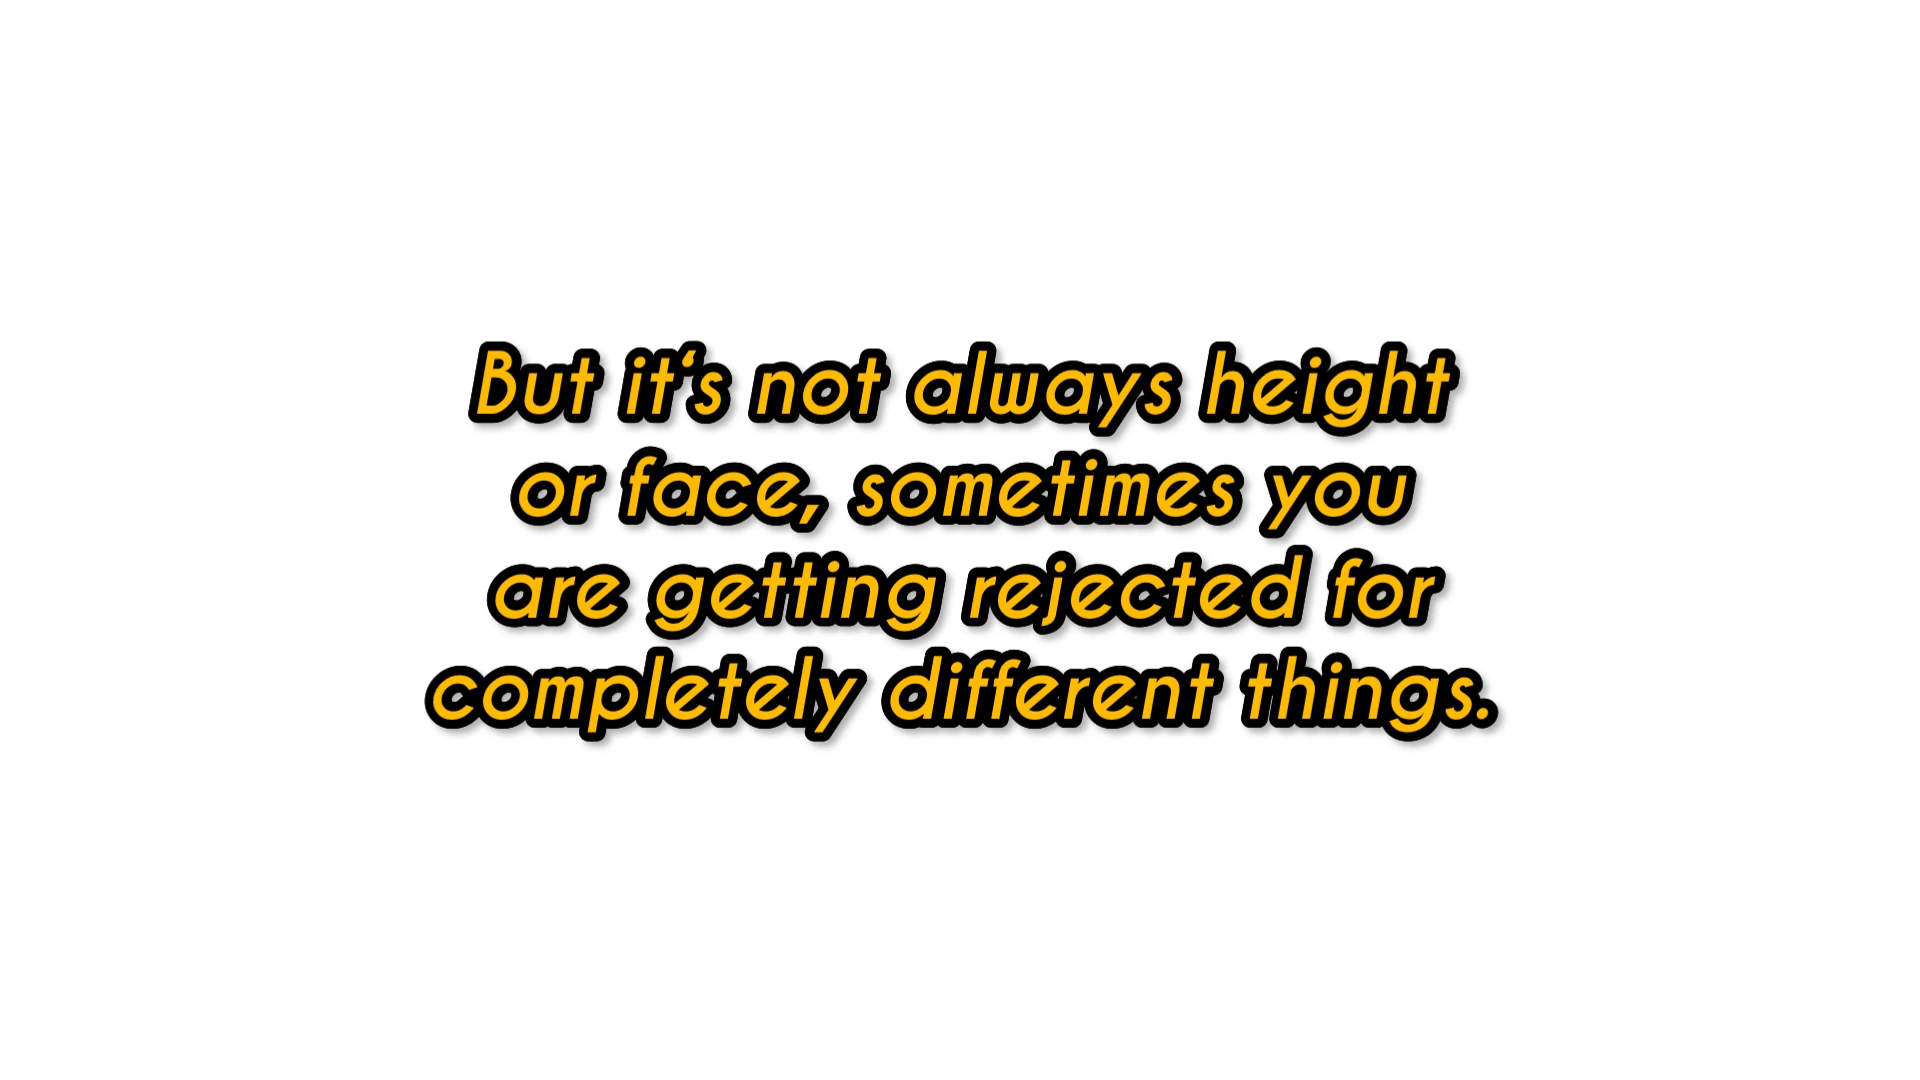 But it‘s not always height
or face, sometimes you
are getting rejected for
completely different things.